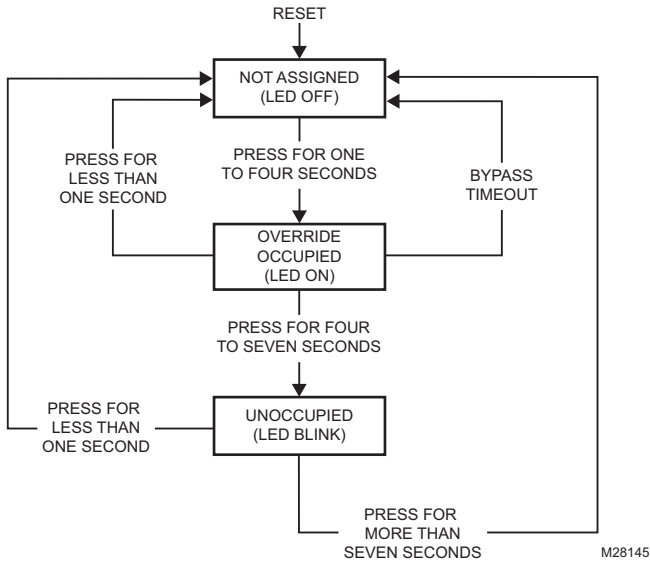 RESET
NOT ASSIGNED
(LED OFF)
PRESS FOR
LESS THAN
ONE SECOND
PRESS FOR ONE
TO FOUR SECONDS
BYPASS
TIMEOUT
OVERRIDE
OCCUPIED
(LED ON)
PRESS FOR FOUR
TO SEVEN SECONDS
PRESS FOR
LESS THAN
ONE SECOND
UNOCCUPIED
(LED BLINK)
PRESS FOR
MORE THAN
SEVEN SECONDS
M28145